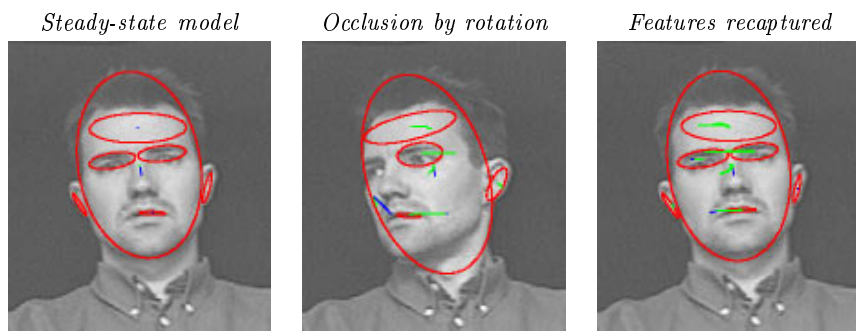 Steady-state model
Occlusion by rotation
Features recaptured